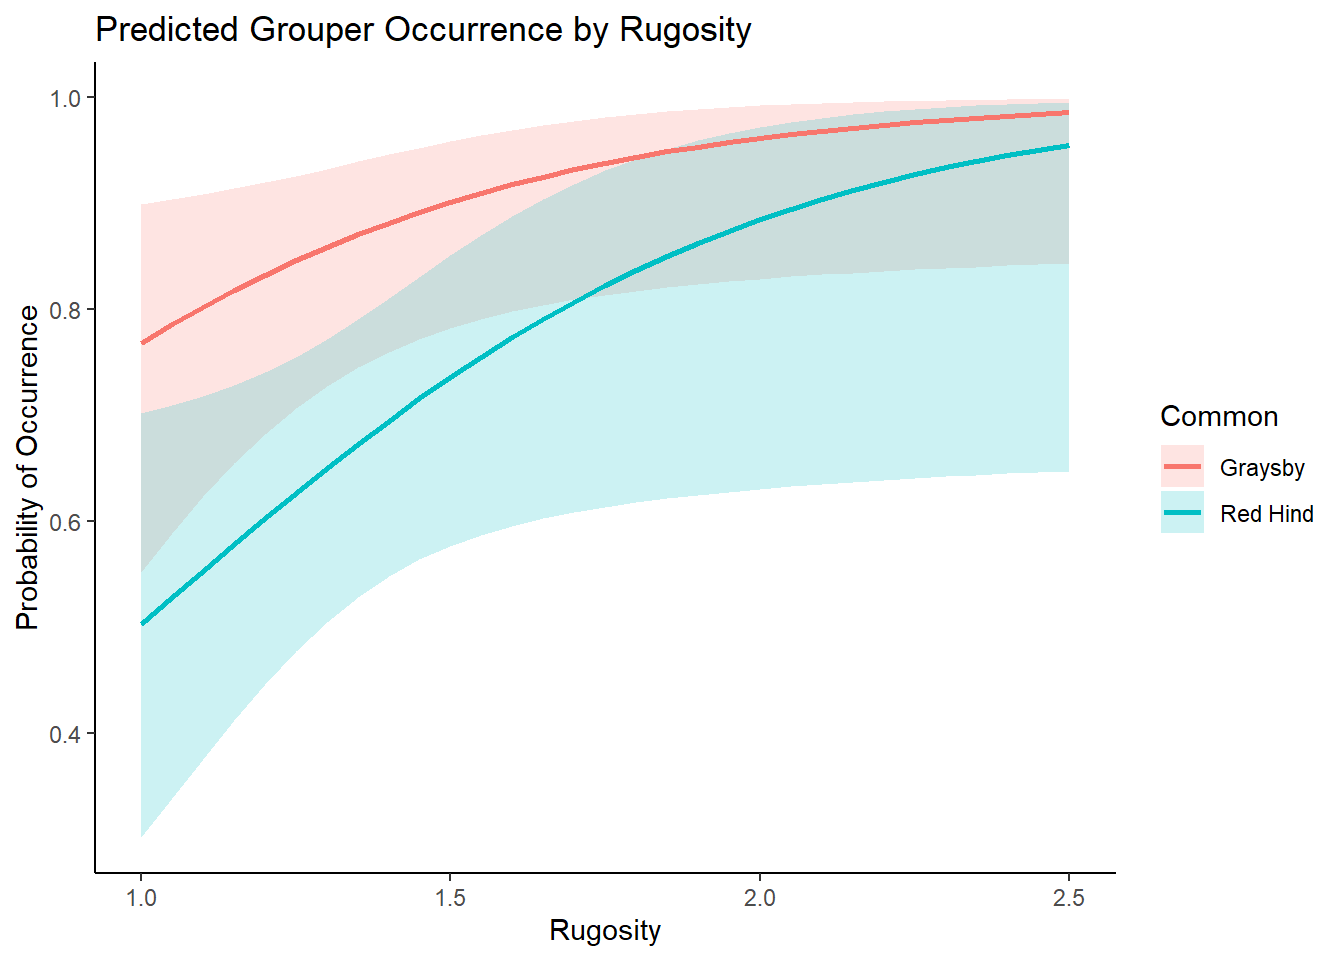 Predicted Grouper Occurrence by Rugosity
Probability of Occurrence
1.0
0.8
0.6
0.4
1.0 1.5 2.0 2.5
Rugosity
Common
Graysby
Red Hind